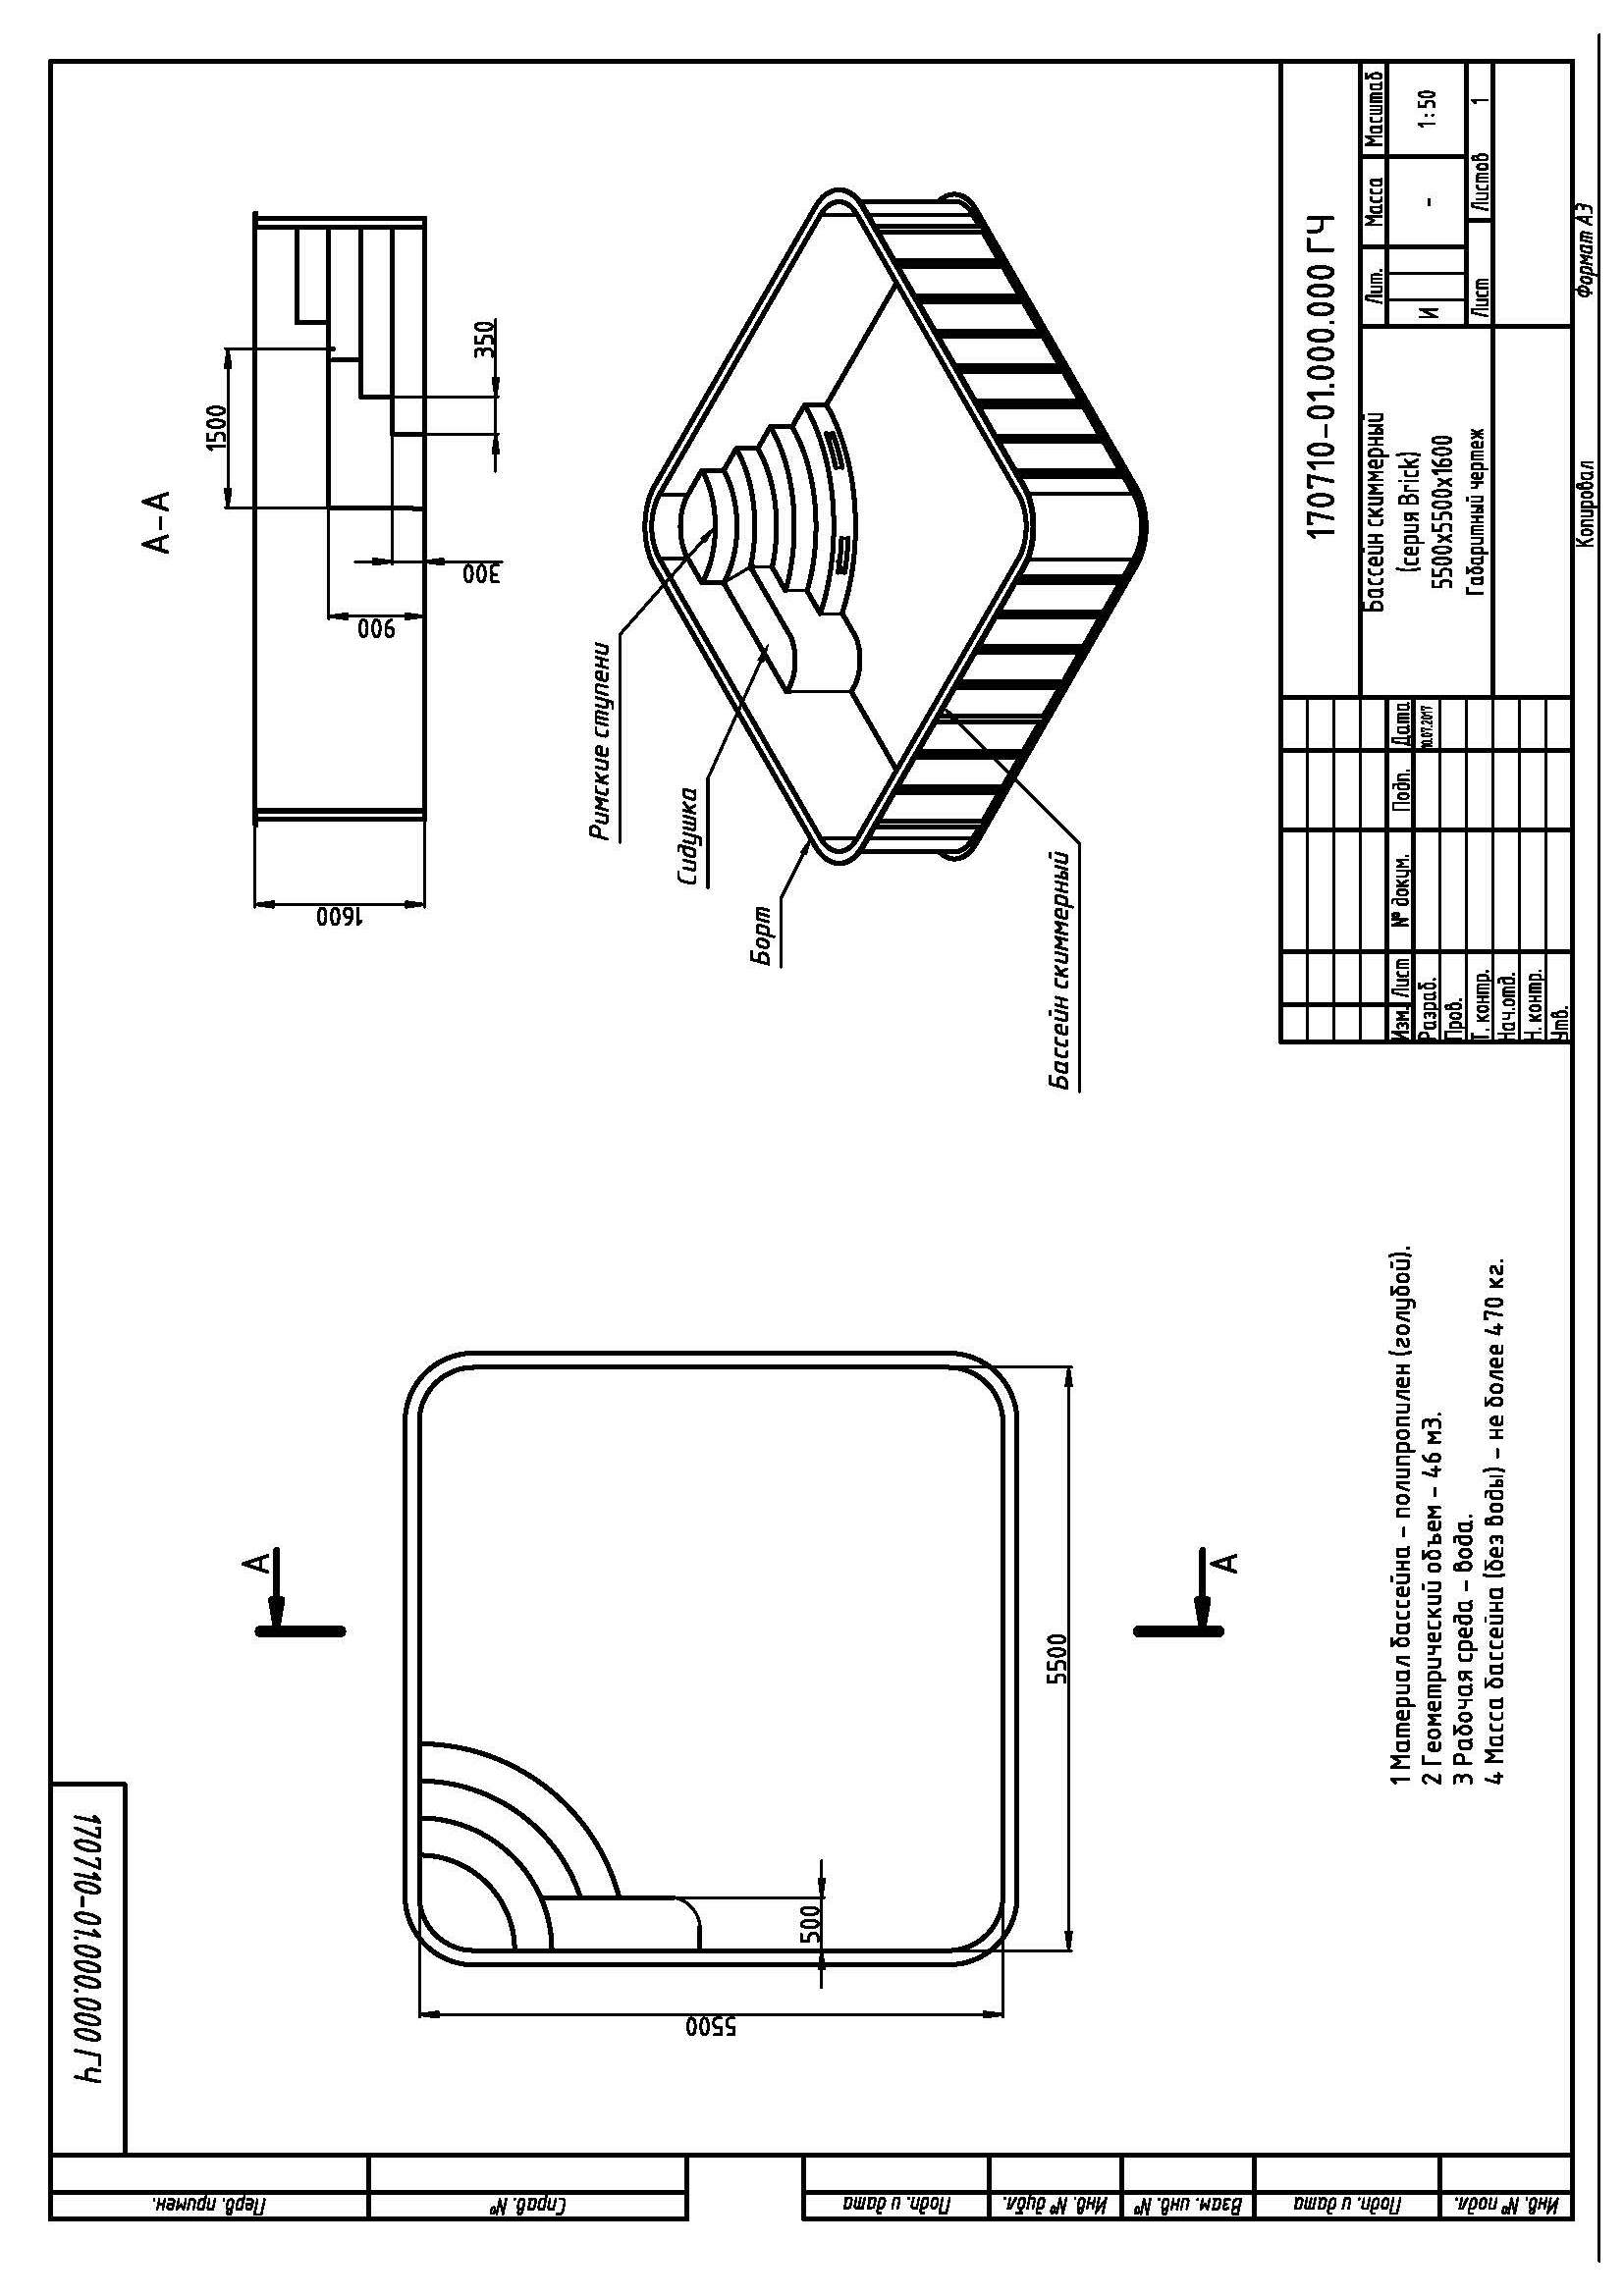 170710-01.000.000 ГЧ
Перв. примен.
Справ. №
Подп. и дата
Инв. № дубл.
Взам. инв. №
Подп. и дата
Инв. № подл.
А-А
1600
1500
900
300
350
А
А
5500
5500
500
Римские ступени
Сидушка
Борт
Бассейн скиммерный
1 Материал бассейна - полипропилен (голубой).
2 Геометрический объем - 46 м3.
3 Рабочая среда - вода.
4 Масса бассейна (без воды) - не более 470 кг.
170710-01.000.000 ГЧ
Изм. Лист № докум. Подп. Дата
Разраб. 10.07.2017
Пров.
Т. контр.
Нач.отд.
Н. контр.
Утв.
Бассейн скиммерный
(серия Brick)
5500х5500х1600
Габаритный чертеж
Лит. Масса Масштаб
И - 1:50
Лист Листов 1
Копировал Формат А3